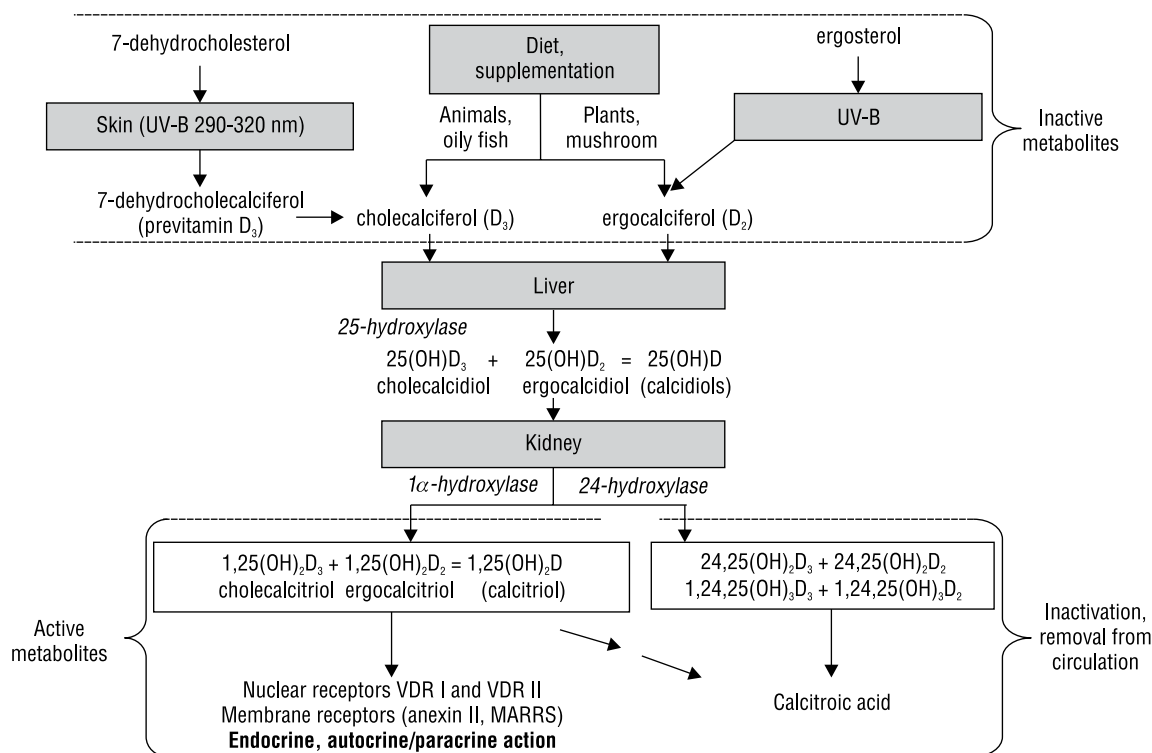 7-dehydrocholesterol
Skin (UV-B 290-320 nm)
7-dehydrocholecalciferol
(previtamin D₃)
Diet,
supplementation
Animals,
oily fish
Plants,
mushroom
ergosterol
UV-B
cholecalciferol (D₃)
ergocalciferol (D₂)
Inactive
metabolites
Liver
25-hydroxylase
25(OH)D₃ + 25(OH)D₂ = 25(OH)D
cholecalcidiol ergocalcidiol (calcidiols)
Kidney
1α-hydroxylase
24-hydroxylase
Active
metabolites
1,25(OH)₂D₃ + 1,25(OH)₂D₂ = 1,25(OH)₂D
cholecalcitriol ergocalcitriol (calcitriol)
Nuclear receptors VDR I and VDR II
Membrane receptors (anexin II, MARRS)
Endocrine, autocrine/paracrine action
24,25(OH)₂D₃ + 24,25(OH)₂D₂
1,24,25(OH)₃D₃ + 1,24,25(OH)₃D₂
Calcitroic acid
Inactivation,
removal from
circulation